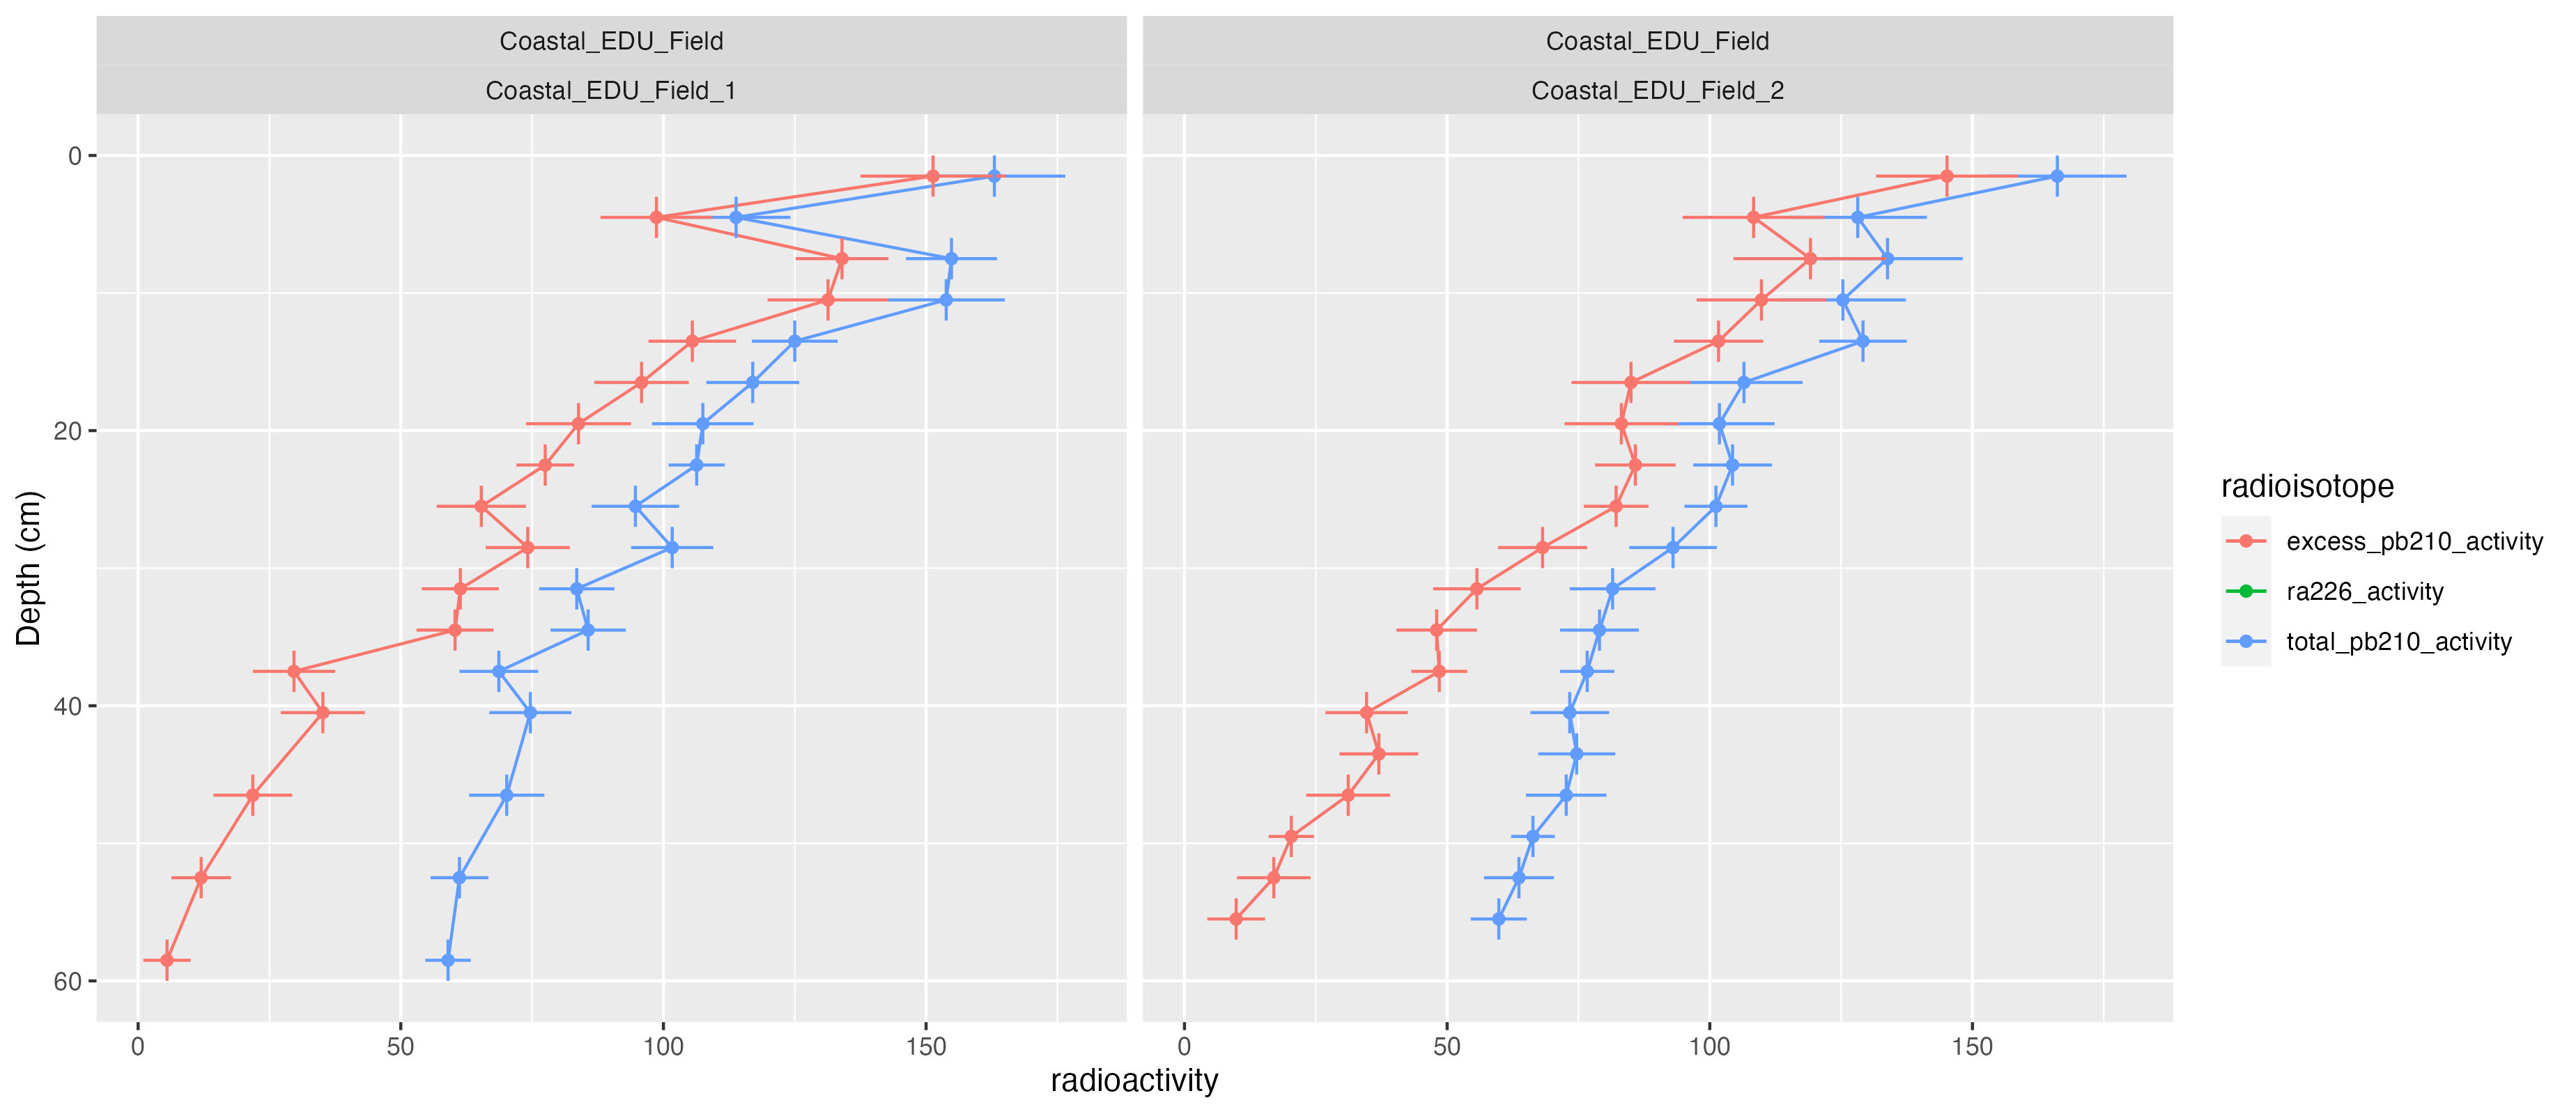 Coastal_EDU_Field
Coastal_EDU_Field
Coastal_EDU_Field_1
Coastal_EDU_Field_2
0
20
40
60
Depth (cm)
0
50
100
150
0
50
100
150
radioactivity
radioisotope
excess_pb210_activity
ra226_activity
total_pb210_activity